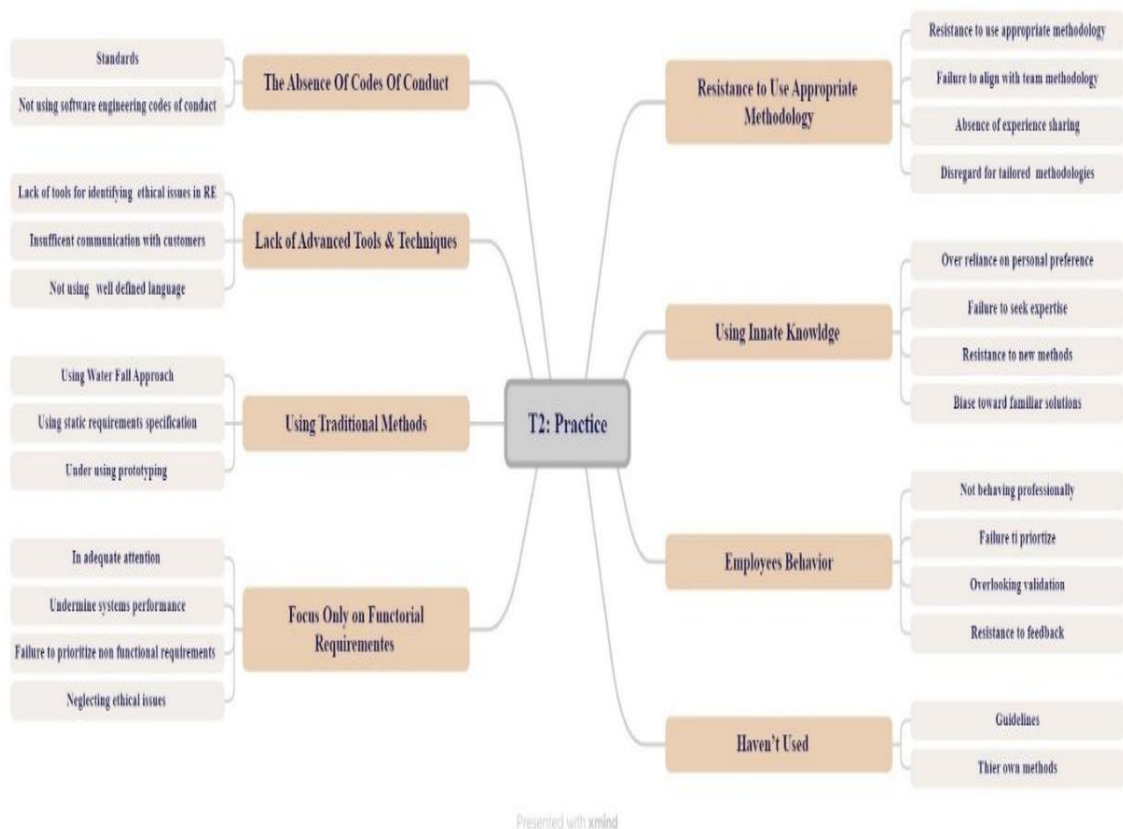 T2: Practice
The Absence Of Codes Of Conduct
Standards
Not using software engineering codes of conduct
Lack of Advanced Tools & Techniques
Lack of tools for identifying ethical issues in RE
Insufficent communication with customers
Not using well defined language
Using Traditional Methods
Using Water Fall Approach
Using static requirements specification
Under using prototyping
Focus Only on Functorial
Requirementes
In adequate attention
Undermine systems performance
Failure to prioritize non functional requirements
Neglecting ethical issues
Resistance to Use Appropriate
Methodology
Resistance to use appropriate methodology
Failure to align with team methodology
Absence of experience sharing
Disregard for tailored methodologies
Using Innate Knowldge
Over reliance on personal preference
Failure to seek expertise
Resistance to new methods
Biase toward familiar solutions
Employees Behavior
Not behaving professionally
Failure ti priortize
Overlooking validation
Resistance to feedback
Haven't Used
Guidelines
Thier own methods
Presented with xmind